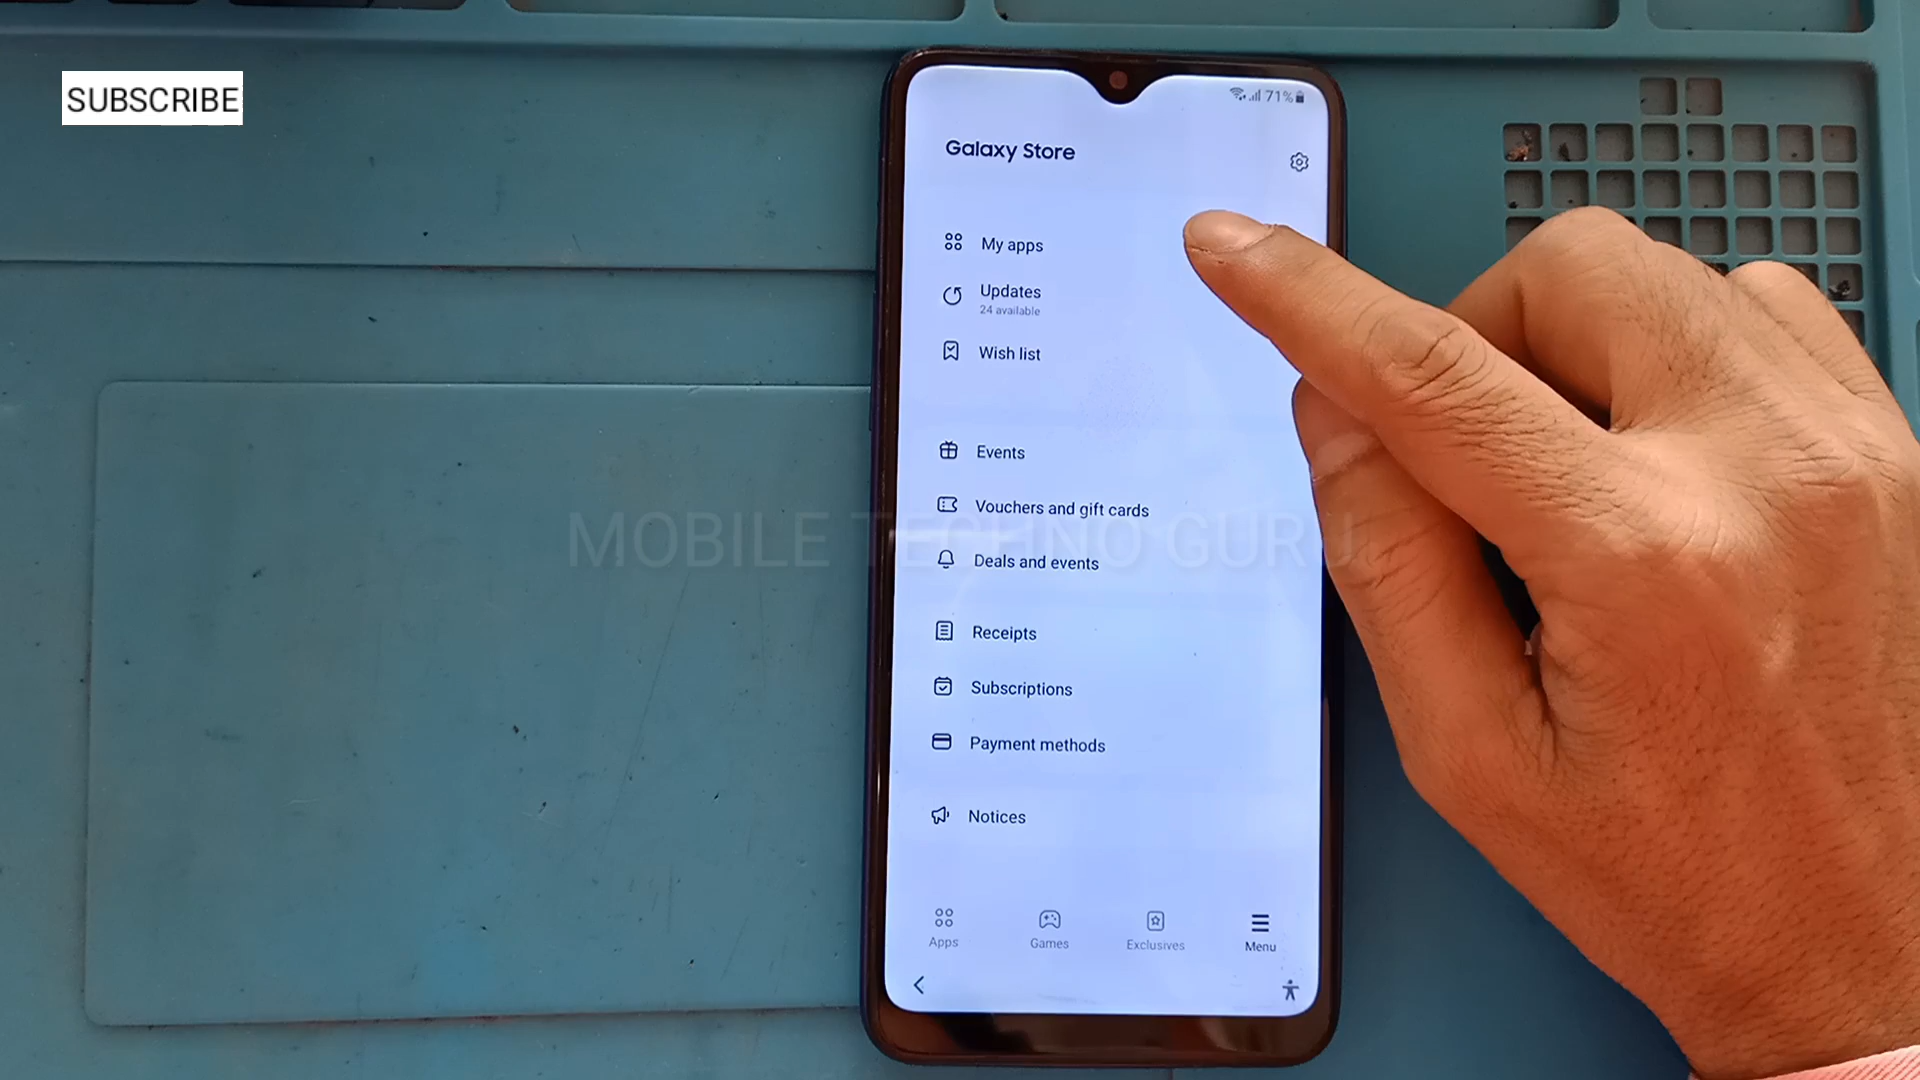 SUBSCRIBE
71%
Galaxy Store
My apps
Updates
24 available
Wish list
Events
Vouchers and gift cards
MOBILE TECHNO GURU
Deals and events
Receipts
Subscriptions
Payment methods
Notices
Apps
Games
Exclusives
Menu